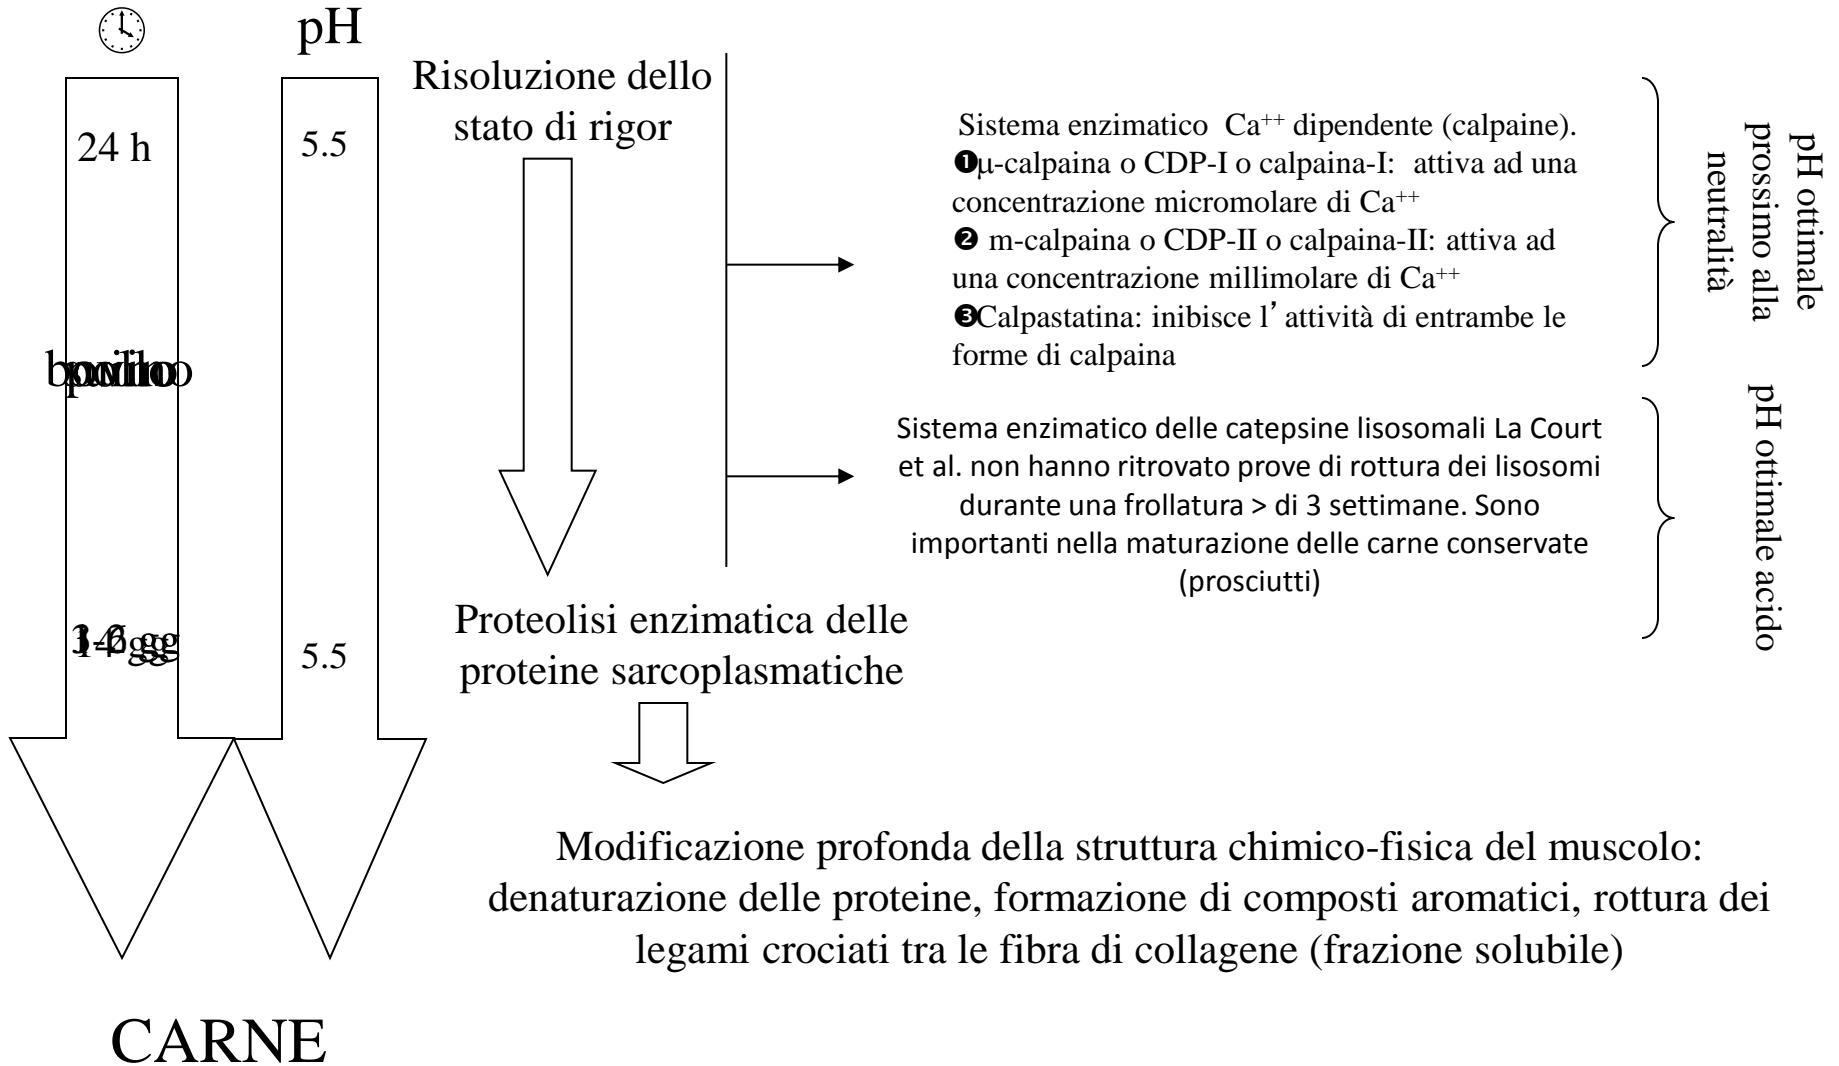 pH
24 h
5.5
Risoluzione dello
stato di rigor
Sistema enzimatico Ca++ dipendente (calpaine).
❶μ-calpaina o CDP-I o calpaina-I: attiva ad una
concentrazione micromolare di Ca++
❷ m-calpaina o CDP-II o calpaina-II: attiva ad
una concentrazione millimolare di Ca++
❸Calpastatina: inibisce l’attività di entrambe le
forme di calpaina
pH ottimale
prossimo alla
neutralità
Sistema enzimatico delle catepsine lisosomali La Court
et al. non hanno ritrovato prove di rottura dei lisosomi
durante una frollatura > di 3 settimane. Sono
importanti nella maturazione delle carne conservate
(prosciutti)
pH ottimale acido
5.5
Proteolisi enzimatica delle
proteine sarcoplasmatiche
Modificazione profonda della struttura chimico-fisica del muscolo:
denaturazione delle proteine, formazione di composti aromatici, rottura dei
legami crociati tra le fibra di collagene (frazione solubile)
CARNE